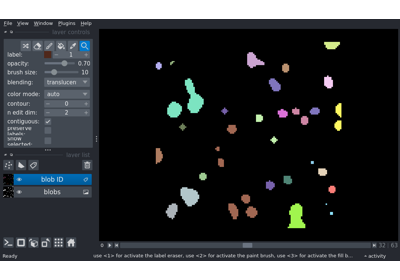 File View Window Plugins Help
layer controls
label: 1
opacity: 0.70
brush size: 10
blending: translucen
color mode: auto
contour: 0
n edit dim: 2
contiguous:
preserve labels:
show selected:
layer list
blob ID
blobs
32 63
Ready
use <1> for activate the label eraser, use <2> for activate the paint brush, use <3> for activate the fill b...
activity